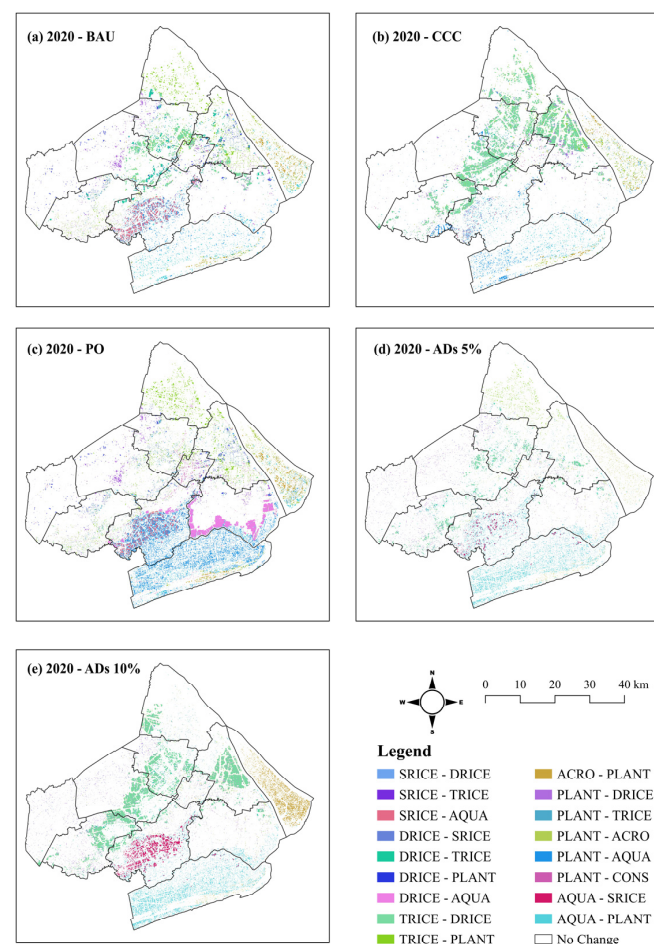 (a) 2020 - BAU
(b) 2020 - CCC
(c) 2020 - PO
(d) 2020 - ADs 5%
(e) 2020 - ADs 10%
N
W E
S
0 10 20 30 40 km
Legend
SRICE - DRICE
SRICE - TRICE
SRICE - AQUA
DRICE - SRICE
DRICE - TRICE
DRICE - PLANT
DRICE - AQUA
TRICE - DRICE
TRICE - PLANT
ACRO - PLANT
PLANT - DRICE
PLANT - TRICE
PLANT - ACRO
PLANT - AQUA
PLANT - CONS
AQUA - SRICE
AQUA - PLANT
No Change